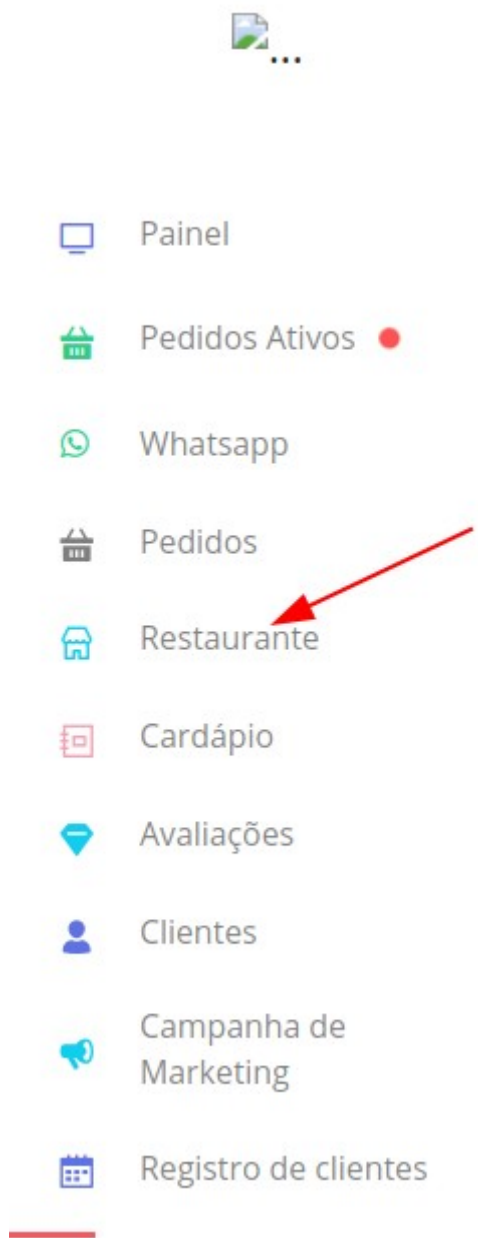 ...
Painel
Pedidos Ativos
Whatsapp
Pedidos
Restaurante
Cardápio
Avaliações
Clientes
Campanha de
Marketing
Registro de clientes